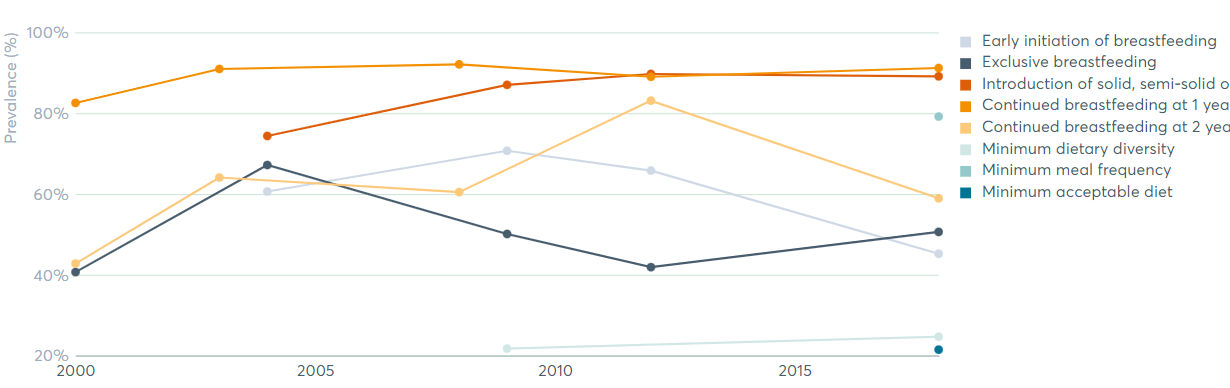 Prevalence (%)
100%
80%
60%
40%
20%
2000
2005
2010
2015
Early initiation of breastfeeding
Exclusive breastfeeding
Introduction of solid, semi-solid o
Continued breastfeeding at 1 yea
Continued breastfeeding at 2 yea
Minimum dietary diversity
Minimum meal frequency
Minimum acceptable diet